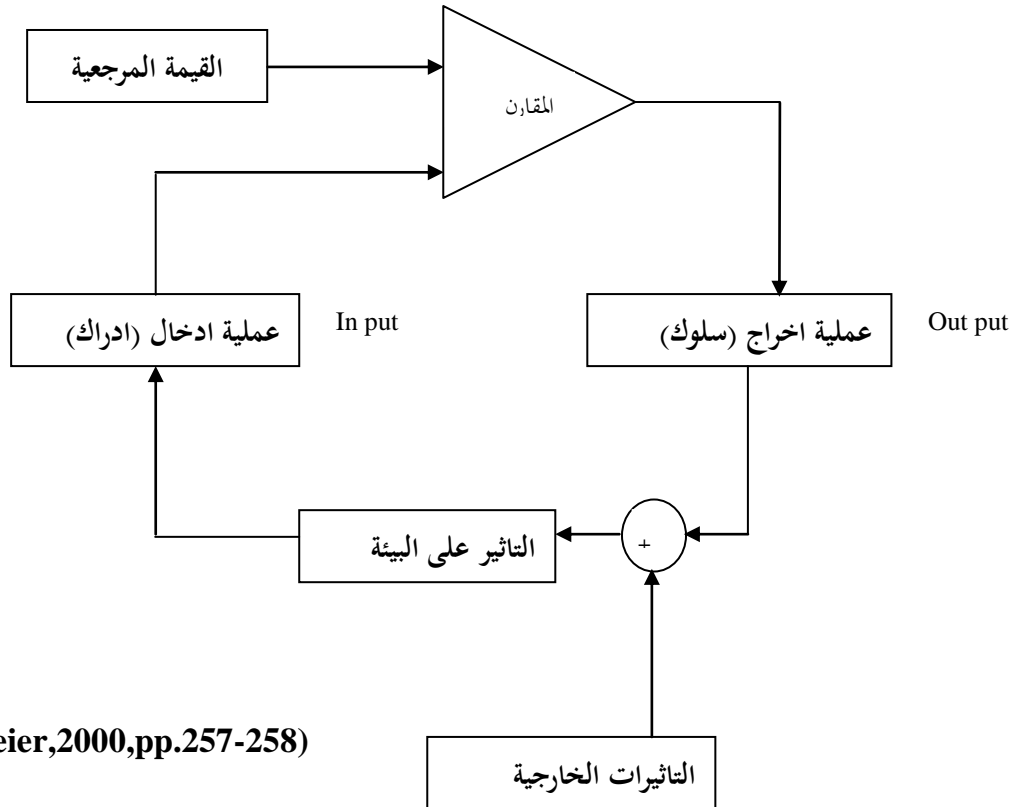 القيمة المرجعية
المقارن
عملية ادخال (ادراك)
In put
عملية اخراج (سلوك)
Out put
التاثير على البيئة
+
eier,2000,pp.257-258)
التاثيرات الخارجية